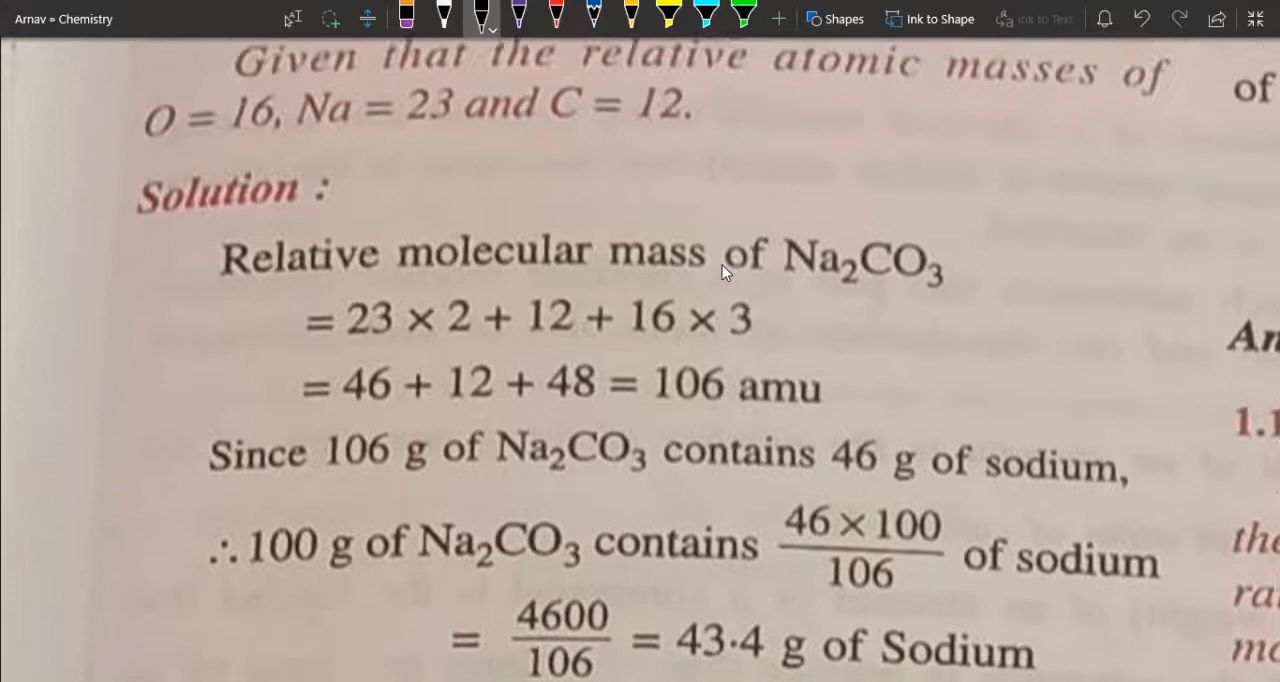 Arnav » Chemistry
Shapes
Ink to Shape
Ink to Text
Given that the relative atomic masses of
O = 16, Na = 23 and C = 12.
Solution :
Relative molecular mass of Na₂CO₃
= 23 × 2 + 12 + 16 × 3
= 46 + 12 + 48 = 106 amu
Since 106 g of Na₂CO₃ contains 46 g of sodium,
∴ 100 g of Na₂CO₃ contains 46 × 100 / 106 of sodium
= 4600 / 106 = 43·4 g of Sodium
of
1.1
the